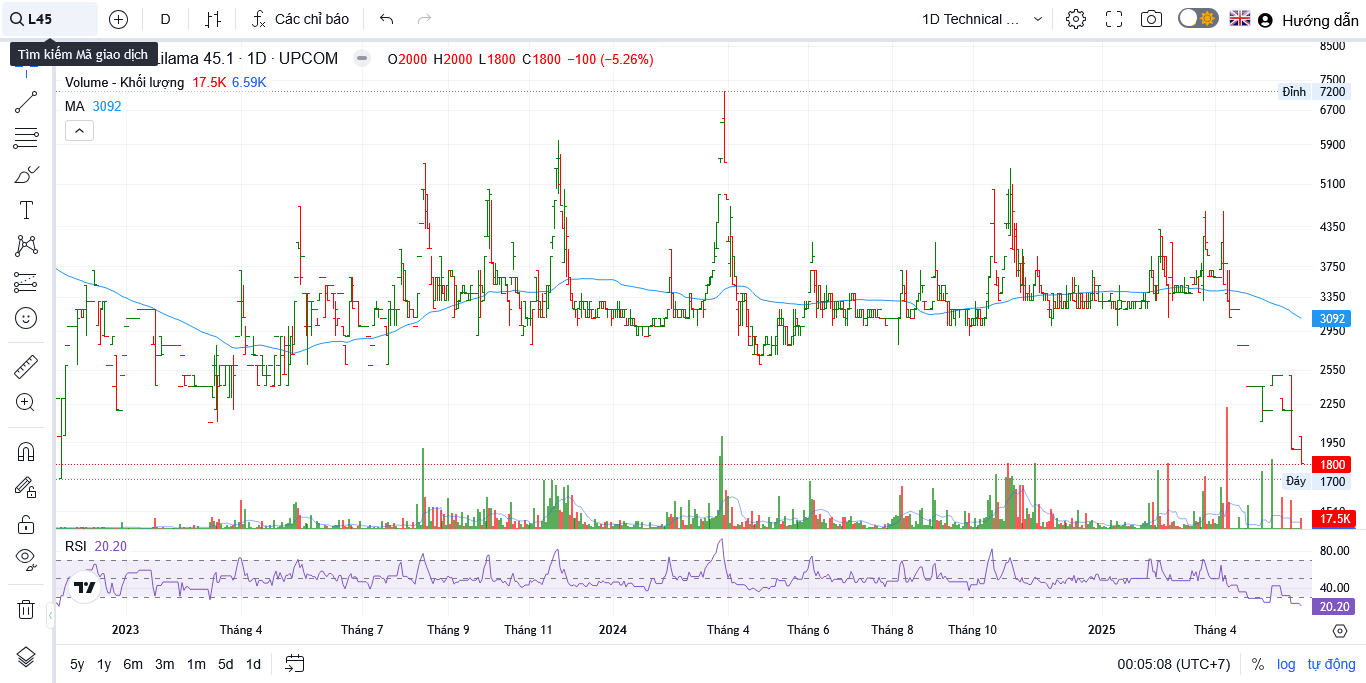 L45 D Các chỉ báo 1D Technical ... Hướng dẫn
Tìm kiếm Mã giao dịch
Lilama 45.1 · 1D · UPCOM O2000 H2000 L1800 C1800 −100 (−5.26%)
Volume - Khối lượng 17.5K 6.59K
MA 3092
8500
7500
Đỉnh 7200
6700
5900
5100
4350
3750
3350
3092
2950
2550
2250
1950
1800
Đáy 1700
17.5K
RSI 20.20
80.00
40.00
20.20
2023 Tháng 4 Tháng 7 Tháng 9 Tháng 11 2024 Tháng 4 Tháng 6 Tháng 8 Tháng 10 2025 Tháng 4
5y 1y 6m 3m 1m 5d 1d 00:05:08 (UTC+7) % log tự động